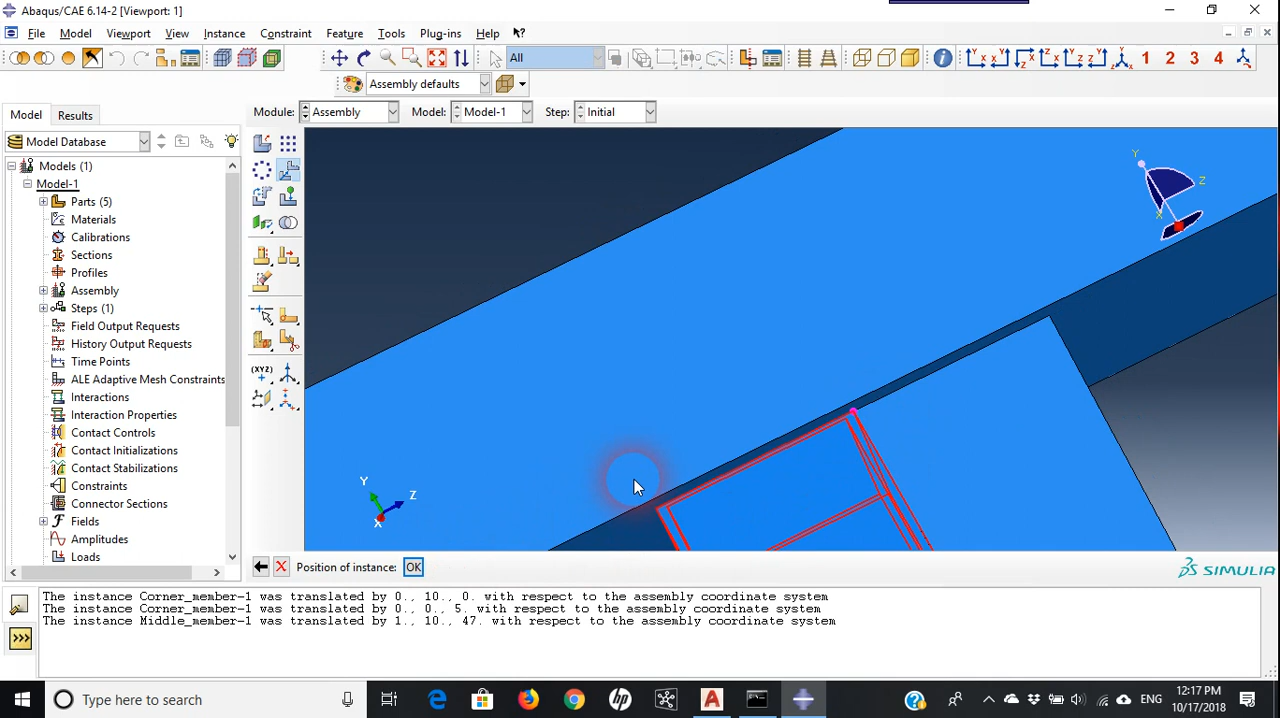 Abaqus/CAE 6.14-2 [Viewport: 1]
File Model Viewport View Instance Constraint Feature Tools Plug-ins Help
All
1 2 3 4
Assembly defaults
Model Results
Module: Assembly Model: Model-1 Step: Initial
Model Database
Models (1)
Model-1
Parts (5)
Materials
Calibrations
Sections
Profiles
Assembly
Steps (1)
Field Output Requests
History Output Requests
Time Points
ALE Adaptive Mesh Constraints
Interactions
Interaction Properties
Contact Controls
Contact Initializations
Contact Stabilizations
Constraints
Connector Sections
Fields
Amplitudes
Loads
(XYZ)
Y
Z
X
Y
Z
X
Position of instance: OK
SIMULIA
The instance Corner_member-1 was translated by 0., 10., 0. with respect to the assembly coordinate system
The instance Corner_member-1 was translated by 0., 0., 5. with respect to the assembly coordinate system
The instance Middle_member-1 was translated by 1., 10., 47. with respect to the assembly coordinate system
>>>
Type here to search
hp
ENG
12:17 PM
10/17/2018